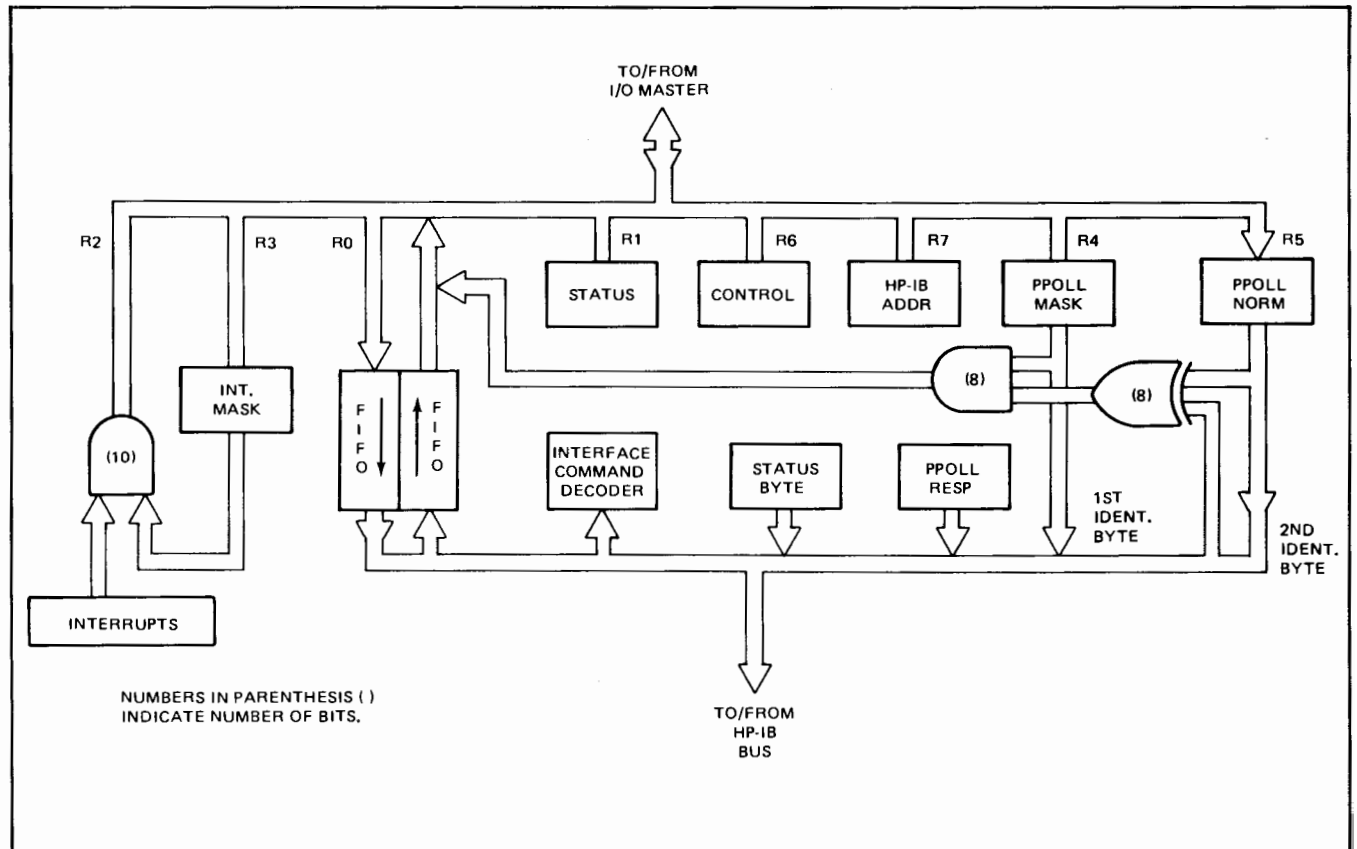 TO/FROM
I/O MASTER
R2
R3
R0
R1
R6
R7
R4
R5
STATUS
CONTROL
HP-IB
ADDR
PPOLL
MASK
PPOLL
NORM
INT.
MASK
(10)
FIFO
FIFO
(8)
(8)
INTERFACE
COMMAND
DECODER
STATUS
BYTE
PPOLL
RESP
1ST
IDENT.
BYTE
2ND
IDENT.
BYTE
INTERRUPTS
NUMBERS IN PARENTHESIS ( )
INDICATE NUMBER OF BITS.
TO/FROM
HP-IB
BUS